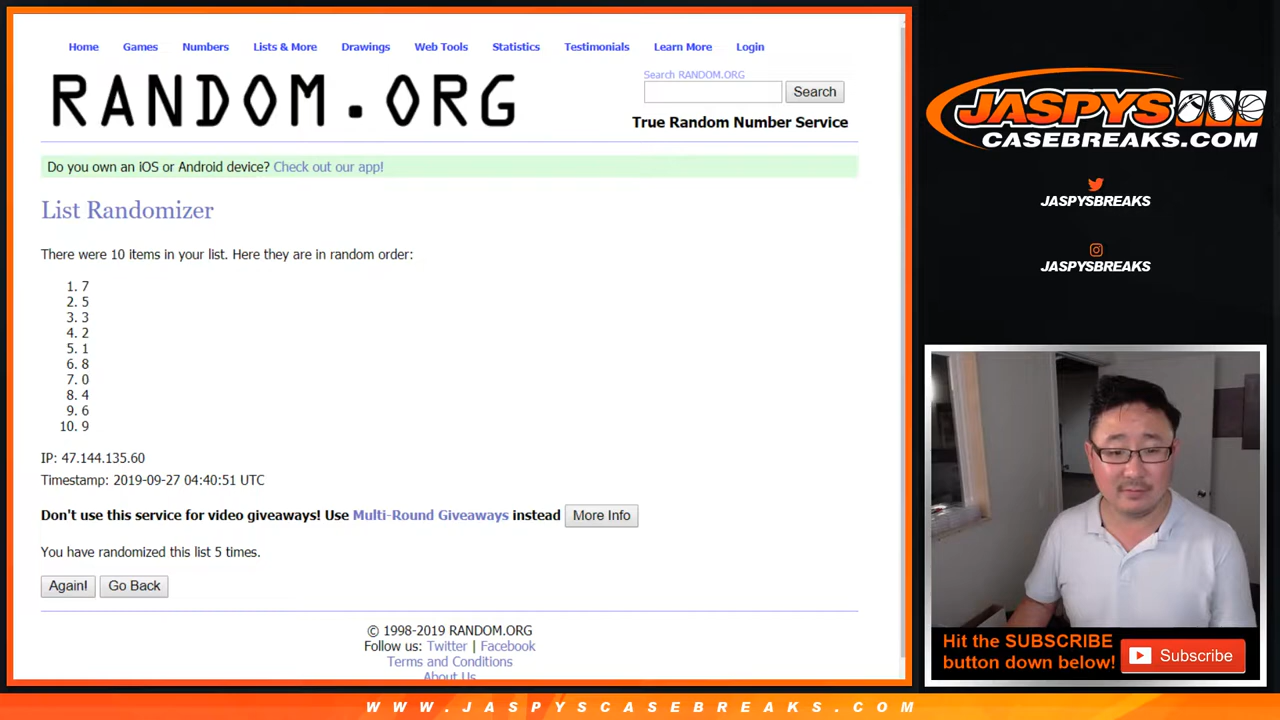 Home Games Numbers Lists & More Drawings Web Tools Statistics Testimonials Learn More Login
RANDOM.ORG
Search RANDOM.ORG
Search
True Random Number Service
Do you own an iOS or Android device? Check out our app!
List Randomizer
There were 10 items in your list. Here they are in random order:
1. 7
2. 5
3. 3
4. 2
5. 1
6. 8
7. 0
8. 4
9. 6
10. 9
IP: 47.144.135.60
Timestamp: 2019-09-27 04:40:51 UTC
Don't use this service for video giveaways! Use Multi-Round Giveaways instead More Info
You have randomized this list 5 times.
Again! Go Back
© 1998-2019 RANDOM.ORG
Follow us: Twitter | Facebook
Terms and Conditions
About Us
JASPYS
CASEBREAKS.COM
JASPYSBREAKS
JASPYSBREAKS
Hit the SUBSCRIBE
button down below!
Subscribe
WWW.JASPYSCASEBREAKS.COM